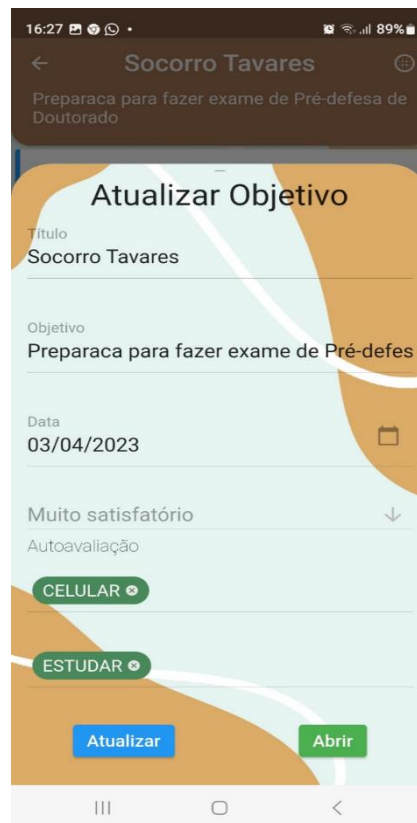 16:27
89%
Socorro Tavares
Preparaca para fazer exame de Pré-defesa de
Doutorado
Atualizar Objetivo
Título
Socorro Tavares
Objetivo
Preparaca para fazer exame de Pré-defes
Data
03/04/2023
Muito satisfatório
Autoavaliação
CELULAR
ESTUDAR
Atualizar
Abrir